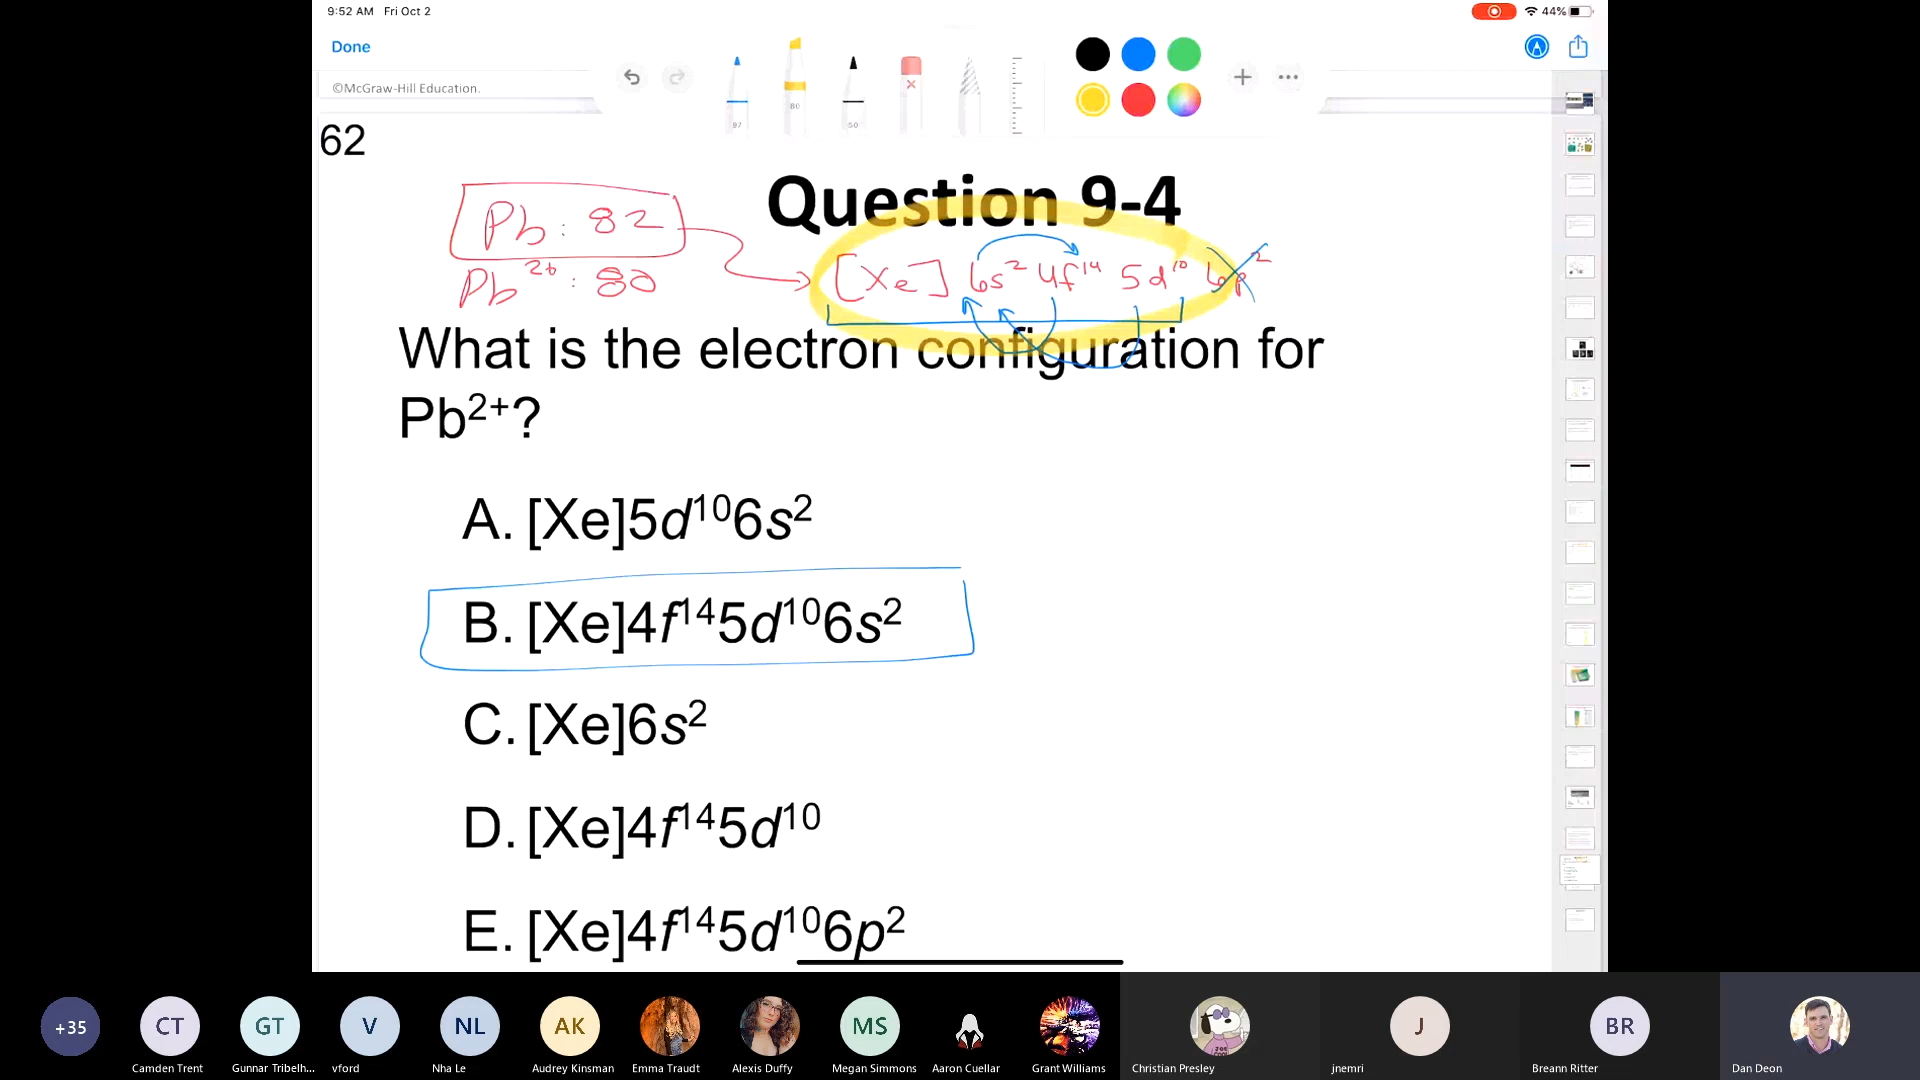 9:52 AM Fri Oct 2
44%
Done
©McGraw-Hill Education.
97
80
50
62
Question 9-4
Pb: 82
[Xe] 6s² 4f¹⁴ 5d¹⁰ 6p²
Pb²⁺: 80
What is the electron configuration for
Pb²⁺?
A. [Xe]5d¹⁰6s²
B. [Xe]4f¹⁴5d¹⁰6s²
C. [Xe]6s²
D. [Xe]4f¹⁴5d¹⁰
E. [Xe]4f¹⁴5d¹⁰6p²
+35 CT GT V NL AK MS J BR
Camden Trent Gunnar Tribelh... vford Nha Le Audrey Kinsman Emma Traudt Alexis Duffy Megan Simmons Aaron Cuellar Grant Williams Christian Presley jnemri Breann Ritter Dan Deon